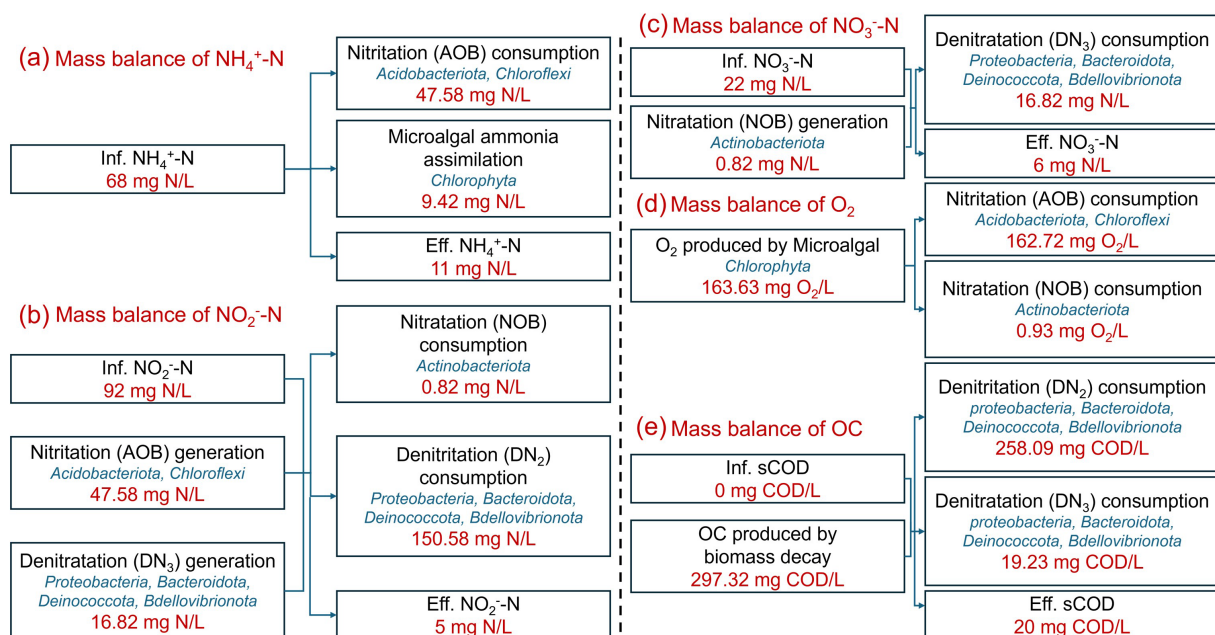 (a) Mass balance of NH₄⁺-N
Inf. NH₄⁺-N
68 mg N/L
Nitritation (AOB) consumption
Acidobacteriota, Chloroflexi
47.58 mg N/L
Microalgal ammonia
assimilation
Chlorophyta
9.42 mg N/L
Eff. NH₄⁺-N
11 mg N/L
(b) Mass balance of NO₂⁻-N
Inf. NO₂⁻-N
92 mg N/L
Nitritation (AOB) generation
Acidobacteriota, Chloroflexi
47.58 mg N/L
Denitratation (DN₃) generation
Proteobacteria, Bacteroidota,
Deinococcota, Bdellovibrionota
16.82 mg N/L
Nitratation (NOB)
consumption
Actinobacteriota
0.82 mg N/L
Denitritation (DN₂)
consumption
Proteobacteria, Bacteroidota,
Deinococcota, Bdellovibrionota
150.58 mg N/L
Eff. NO₂⁻-N
5 mg N/L
(c) Mass balance of NO₃⁻-N
Inf. NO₃⁻-N
22 mg N/L
Nitratation (NOB) generation
Actinobacteriota
0.82 mg N/L
Denitratation (DN₃) consumption
Proteobacteria, Bacteroidota,
Deinococcota, Bdellovibrionota
16.82 mg N/L
Eff. NO₃⁻-N
6 mg N/L
(d) Mass balance of O₂
O₂ produced by Microalgal
Chlorophyta
163.63 mg O₂/L
Nitritation (AOB) consumption
Acidobacteriota, Chloroflexi
162.72 mg O₂/L
Nitratation (NOB) consumption
Actinobacteriota
0.93 mg O₂/L
(e) Mass balance of OC
Inf. sCOD
0 mg COD/L
OC produced by
biomass decay
297.32 mg COD/L
Denitritation (DN₂) consumption
proteobacteria, Bacteroidota,
Deinococcota, Bdellovibrionota
258.09 mg COD/L
Denitratation (DN₃) consumption
proteobacteria, Bacteroidota,
Deinococcota, Bdellovibrionota
19.23 mg COD/L
Eff. sCOD
20 mg COD/L